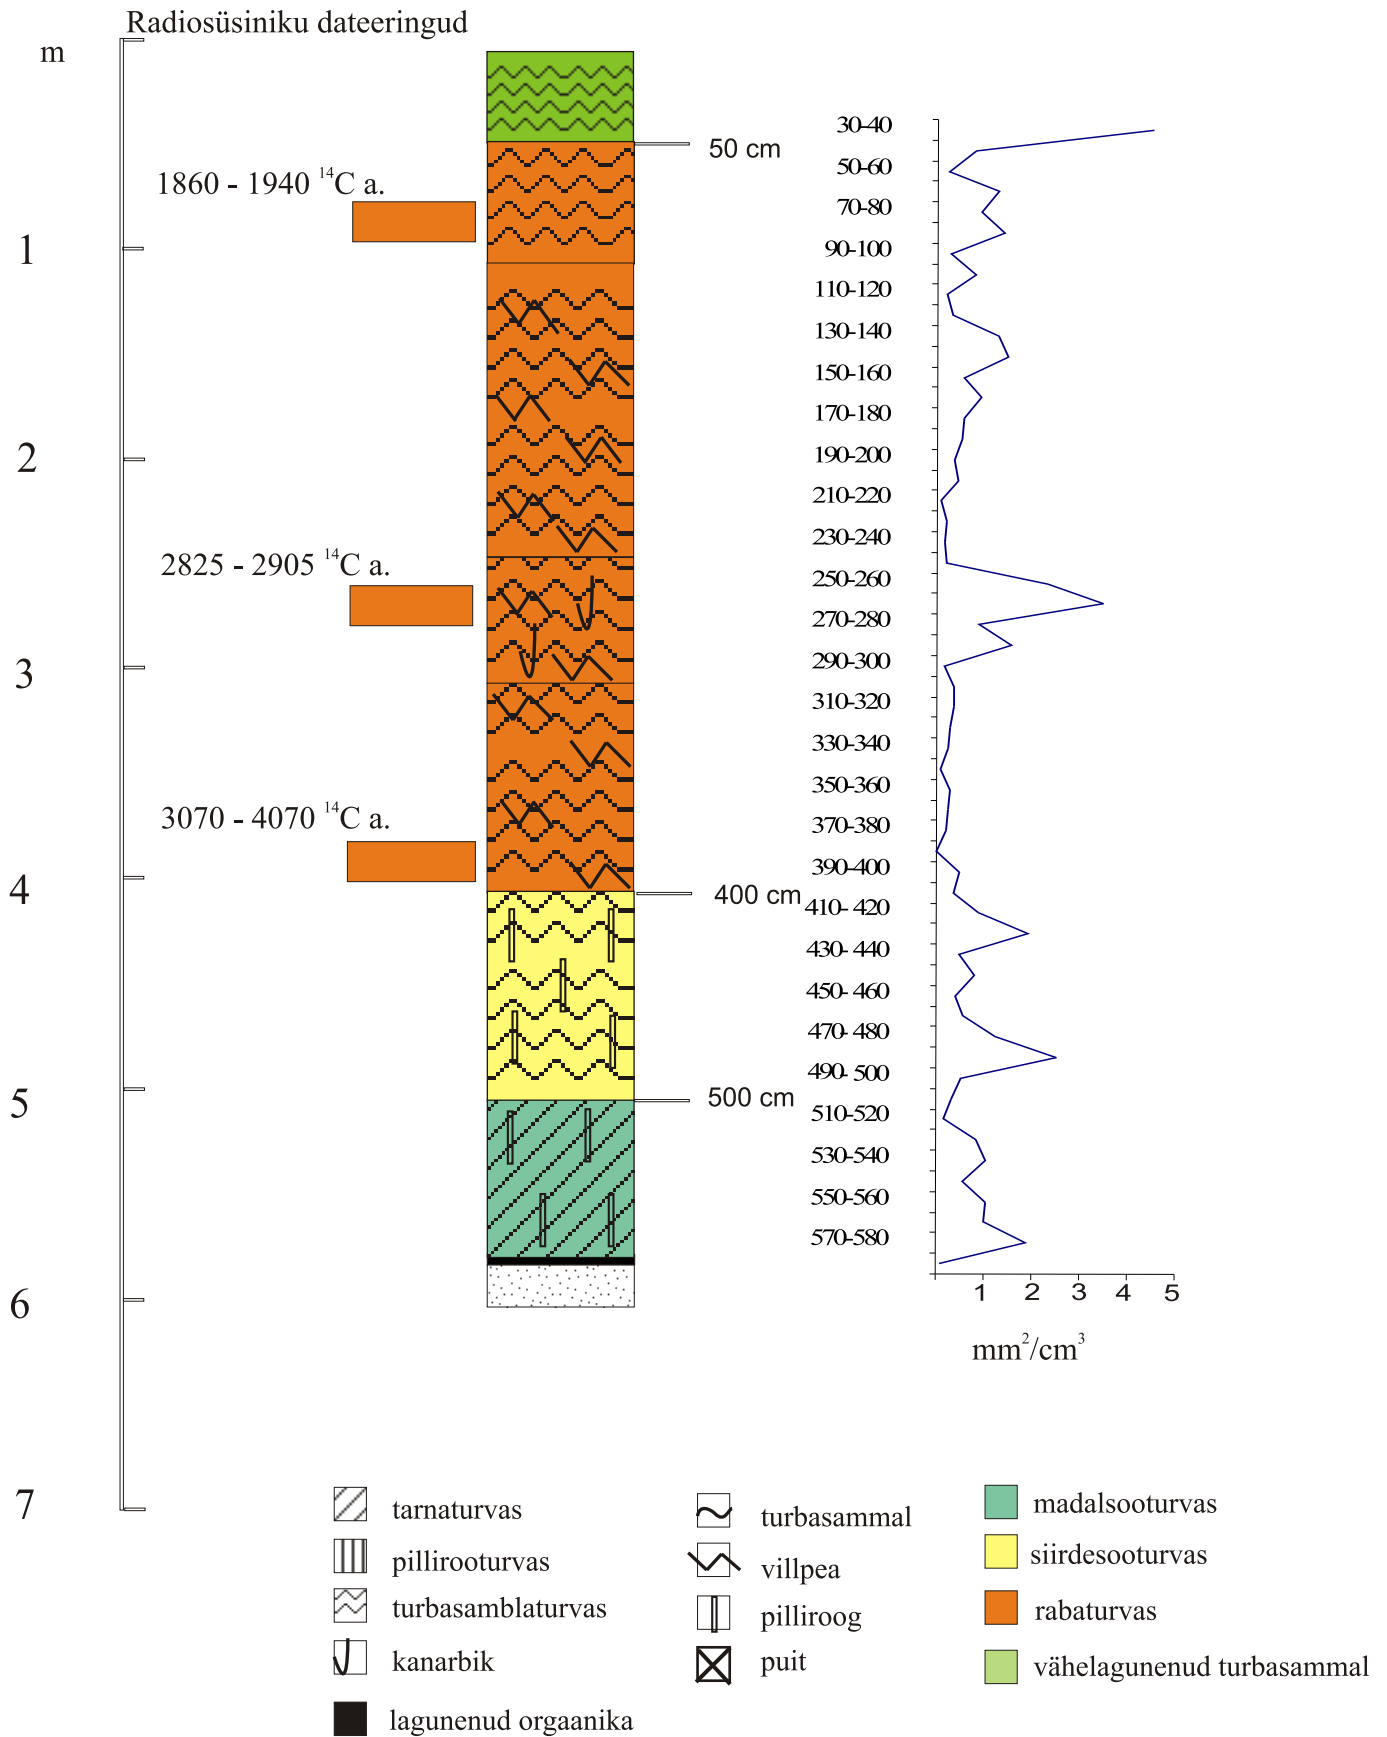 Radiosüsiniku dateeringud
m
1
2
3
4
5
6
7
1860 - 1940 ¹⁴C a.
2825 - 2905 ¹⁴C a.
3070 - 4070 ¹⁴C a.
50 cm
400 cm
500 cm
30-40
50-60
70-80
90-100
110-120
130-140
150-160
170-180
190-200
210-220
230-240
250-260
270-280
290-300
310-320
330-340
350-360
370-380
390-400
410- 420
430- 440
450- 460
470- 480
490- 500
510-520
530-540
550-560
570-580
1 2 3 4 5
mm²/cm³
tarnaturvas
pillirooturvas
turbasamblaturvas
kanarbik
lagunenud orgaanika
turbasammal
villpea
pilliroog
puit
madalsooturvas
siirdesooturvas
rabaturvas
vähelagunenud turbasammal